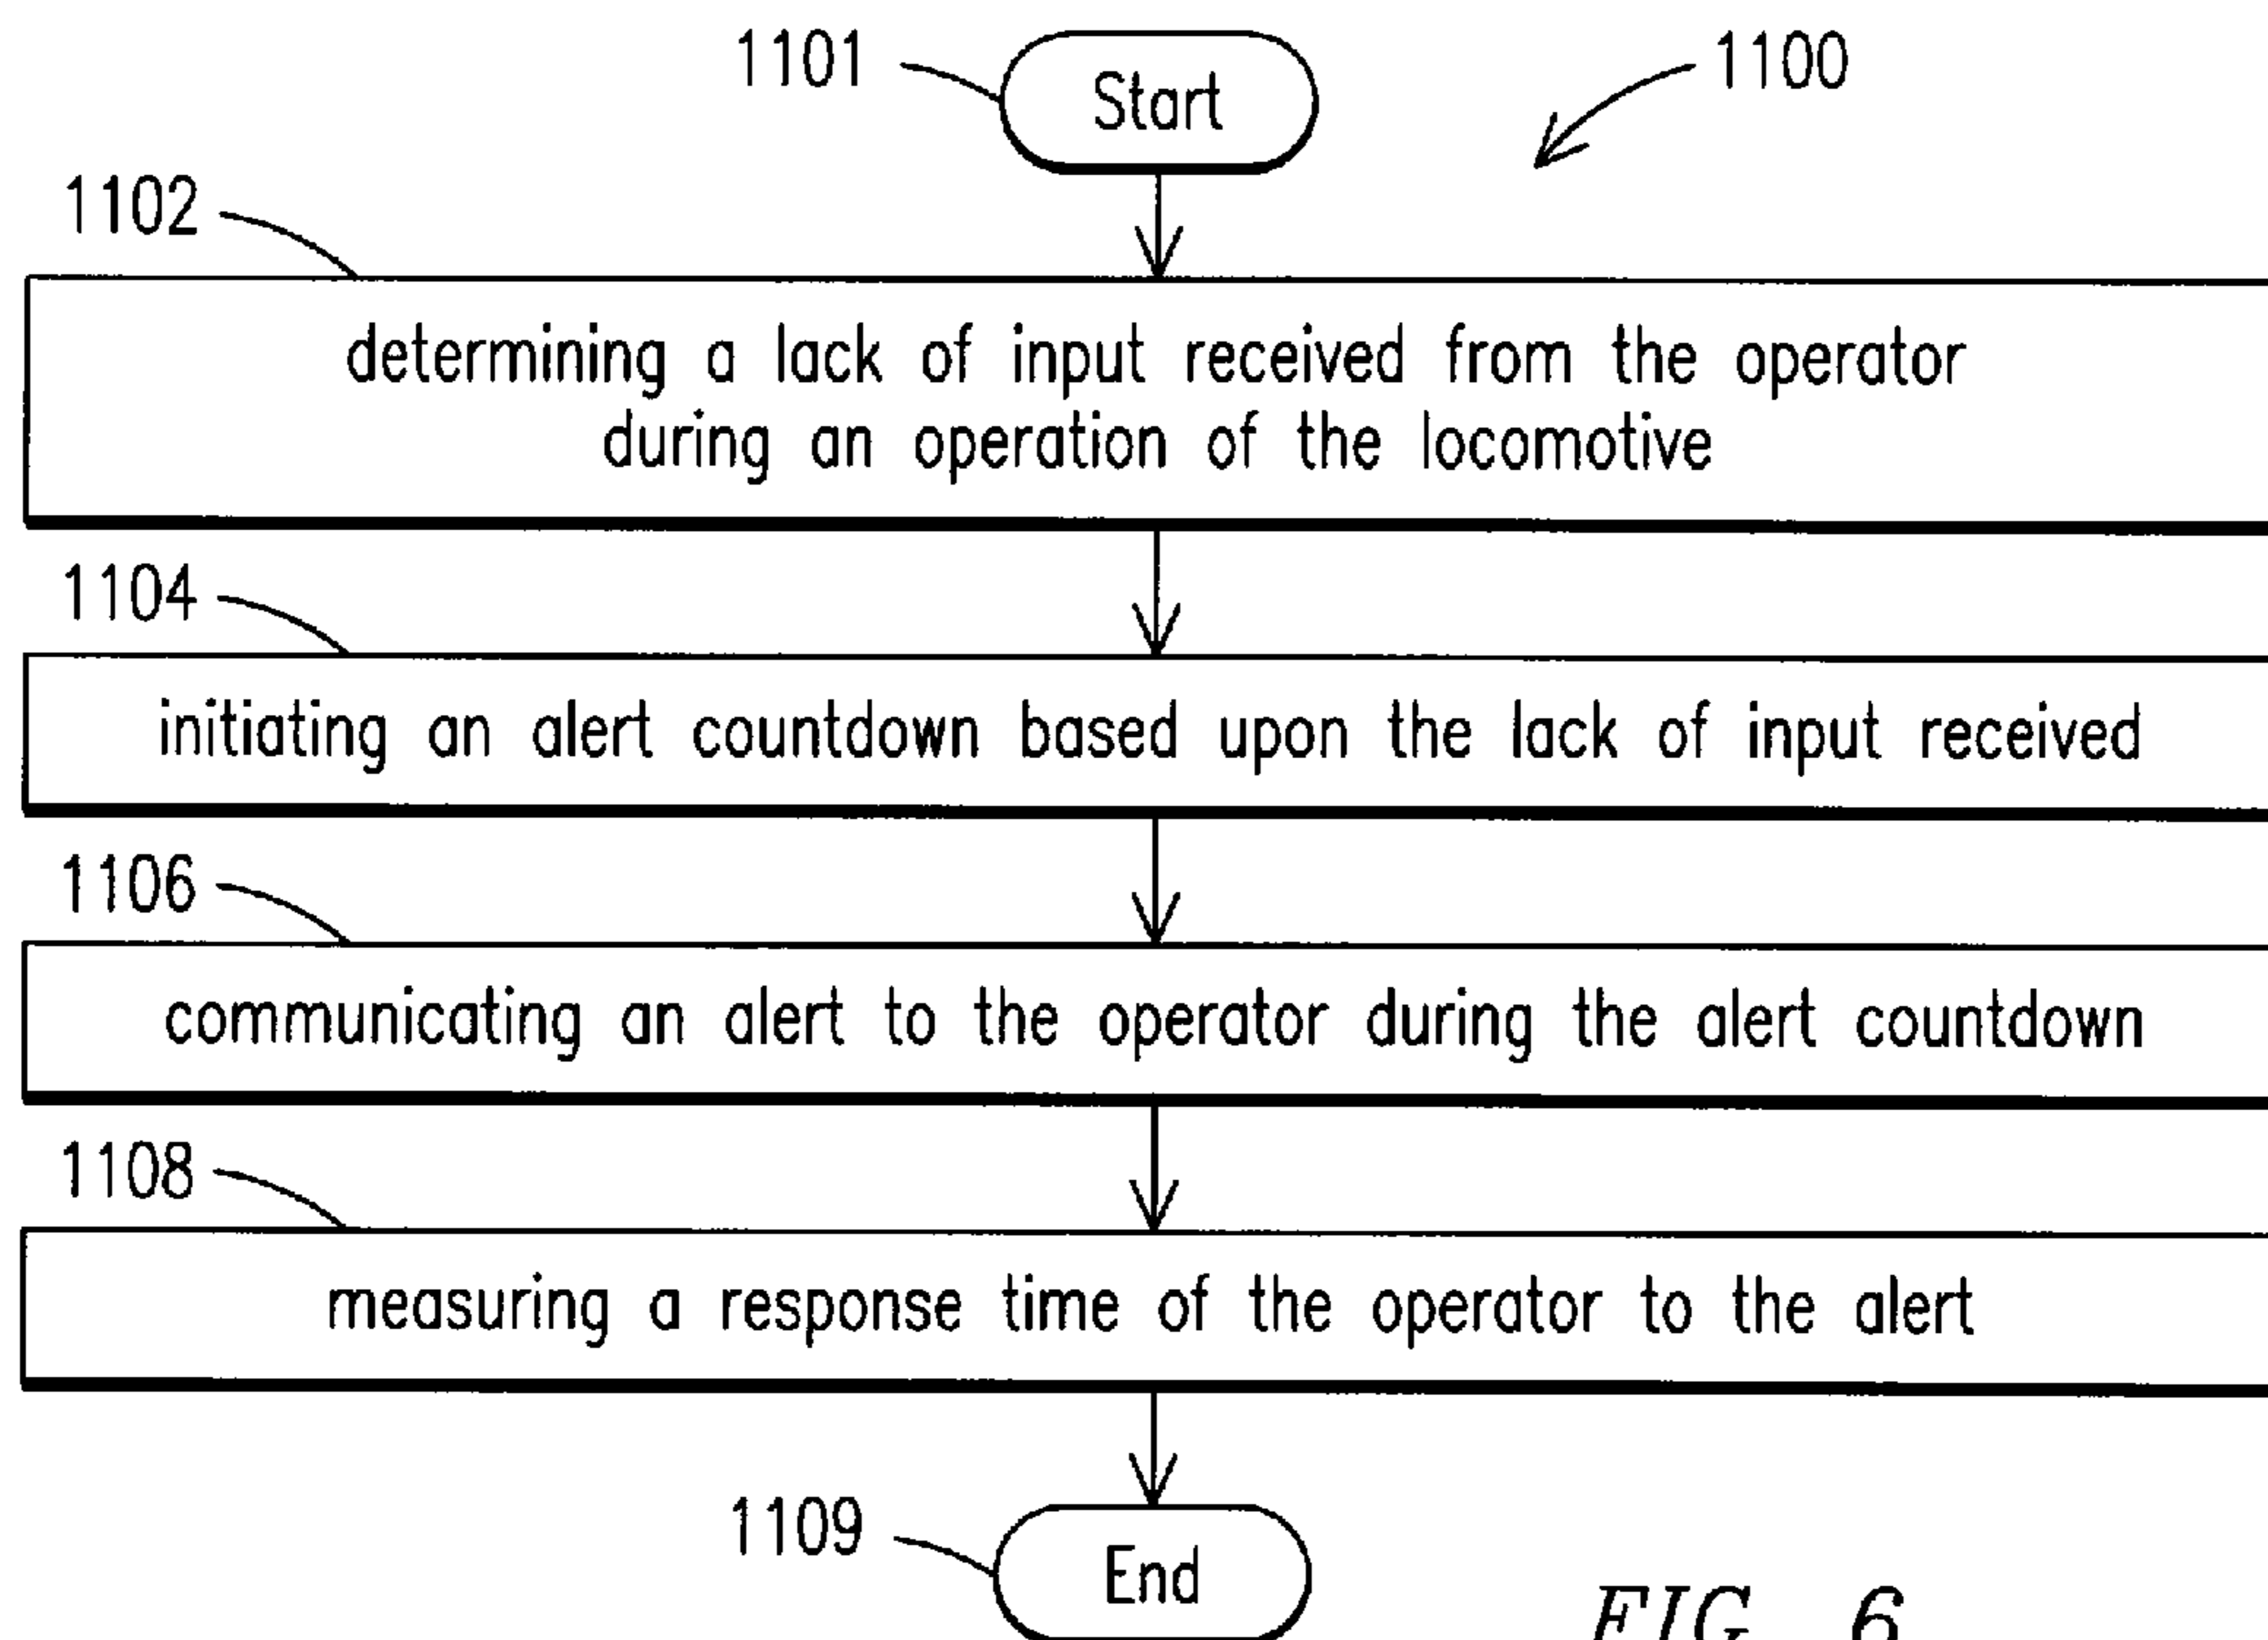 1101
Start
1100
1102
determining a lack of input received from the operator
during an operation of the locomotive
1104
initiating an alert countdown based upon the lack of input received
1106
communicating an alert to the operator during the alert countdown
1108
measuring a response time of the operator to the alert
1109
End
FIG. 6